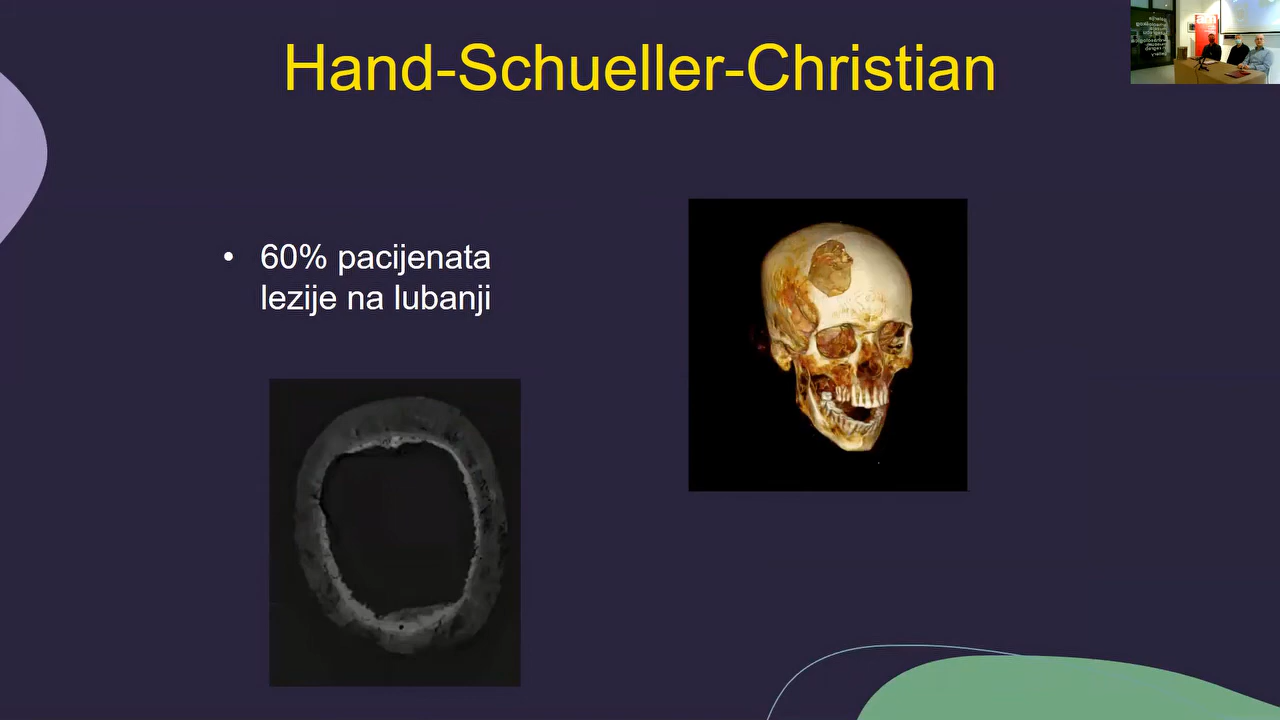 Hand-Schueller-Christian
• 60% pacijenata
lezije na lubanji